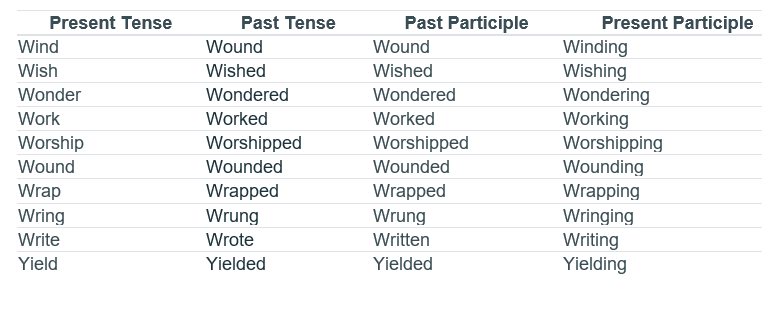 Present Tense Past Tense Past Participle Present Participle
Wind Wound Wound Winding
Wish Wished Wished Wishing
Wonder Wondered Wondered Wondering
Work Worked Worked Working
Worship Worshipped Worshipped Worshipping
Wound Wounded Wounded Wounding
Wrap Wrapped Wrapped Wrapping
Wring Wrung Wrung Wringing
Write Wrote Written Writing
Yield Yielded Yielded Yielding